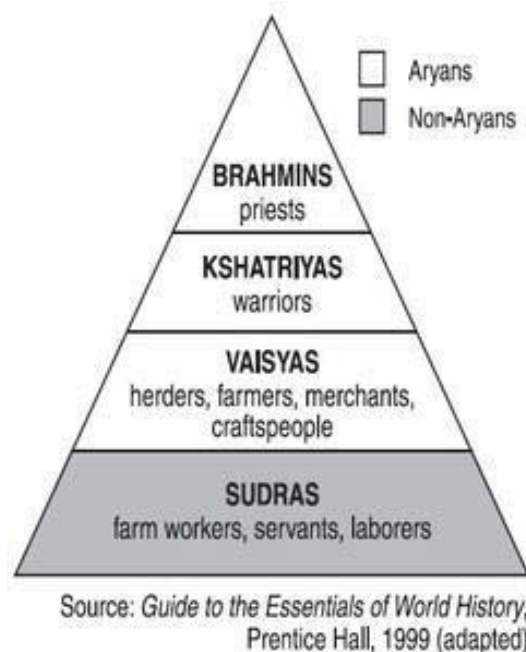 Aryans
Non-Aryans
BRAHMINS
priests
KSHATRIYAS
warriors
VAISYAS
herders, farmers, merchants,
craftspeople
SUDRAS
farm workers, servants, laborers
Source: Guide to the Essentials of World History,
Prentice Hall, 1999 (adapted)